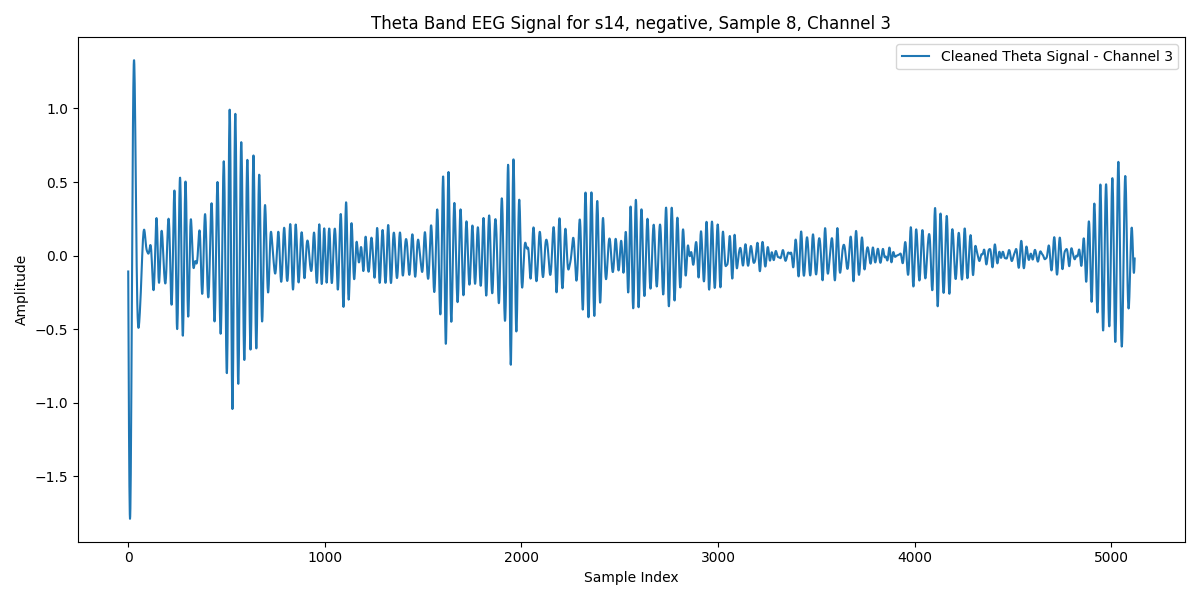 Theta Band EEG Signal for s14, negative, Sample 8, Channel 3
Cleaned Theta Signal - Channel 3
1.0
0.5
0.0
−0.5
−1.0
−1.5
Amplitude
0 1000 2000 3000 4000 5000
Sample Index